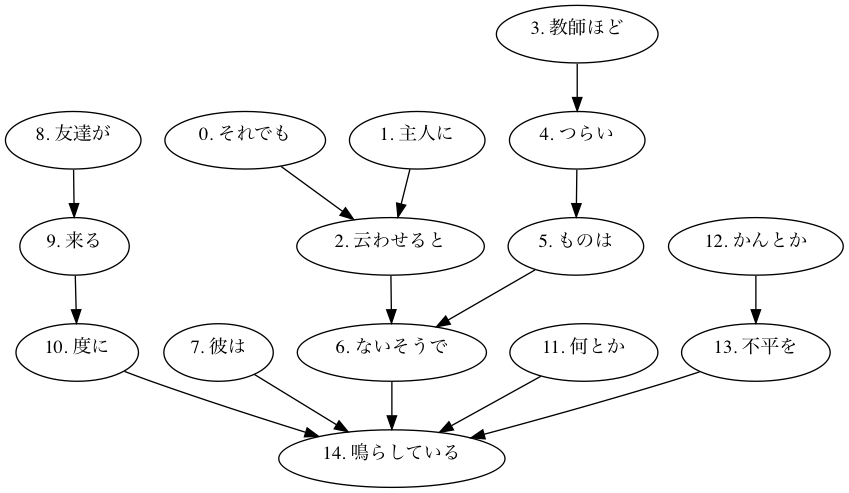 3. 教師ほど
8. 友達が
0. それでも
1. 主人に
4. つらい
9. 来る
2. 云わせると
5. ものは
12. かんとか
10. 度に
7. 彼は
6. ないそうで
11. 何とか
13. 不平を
14. 鳴らしている